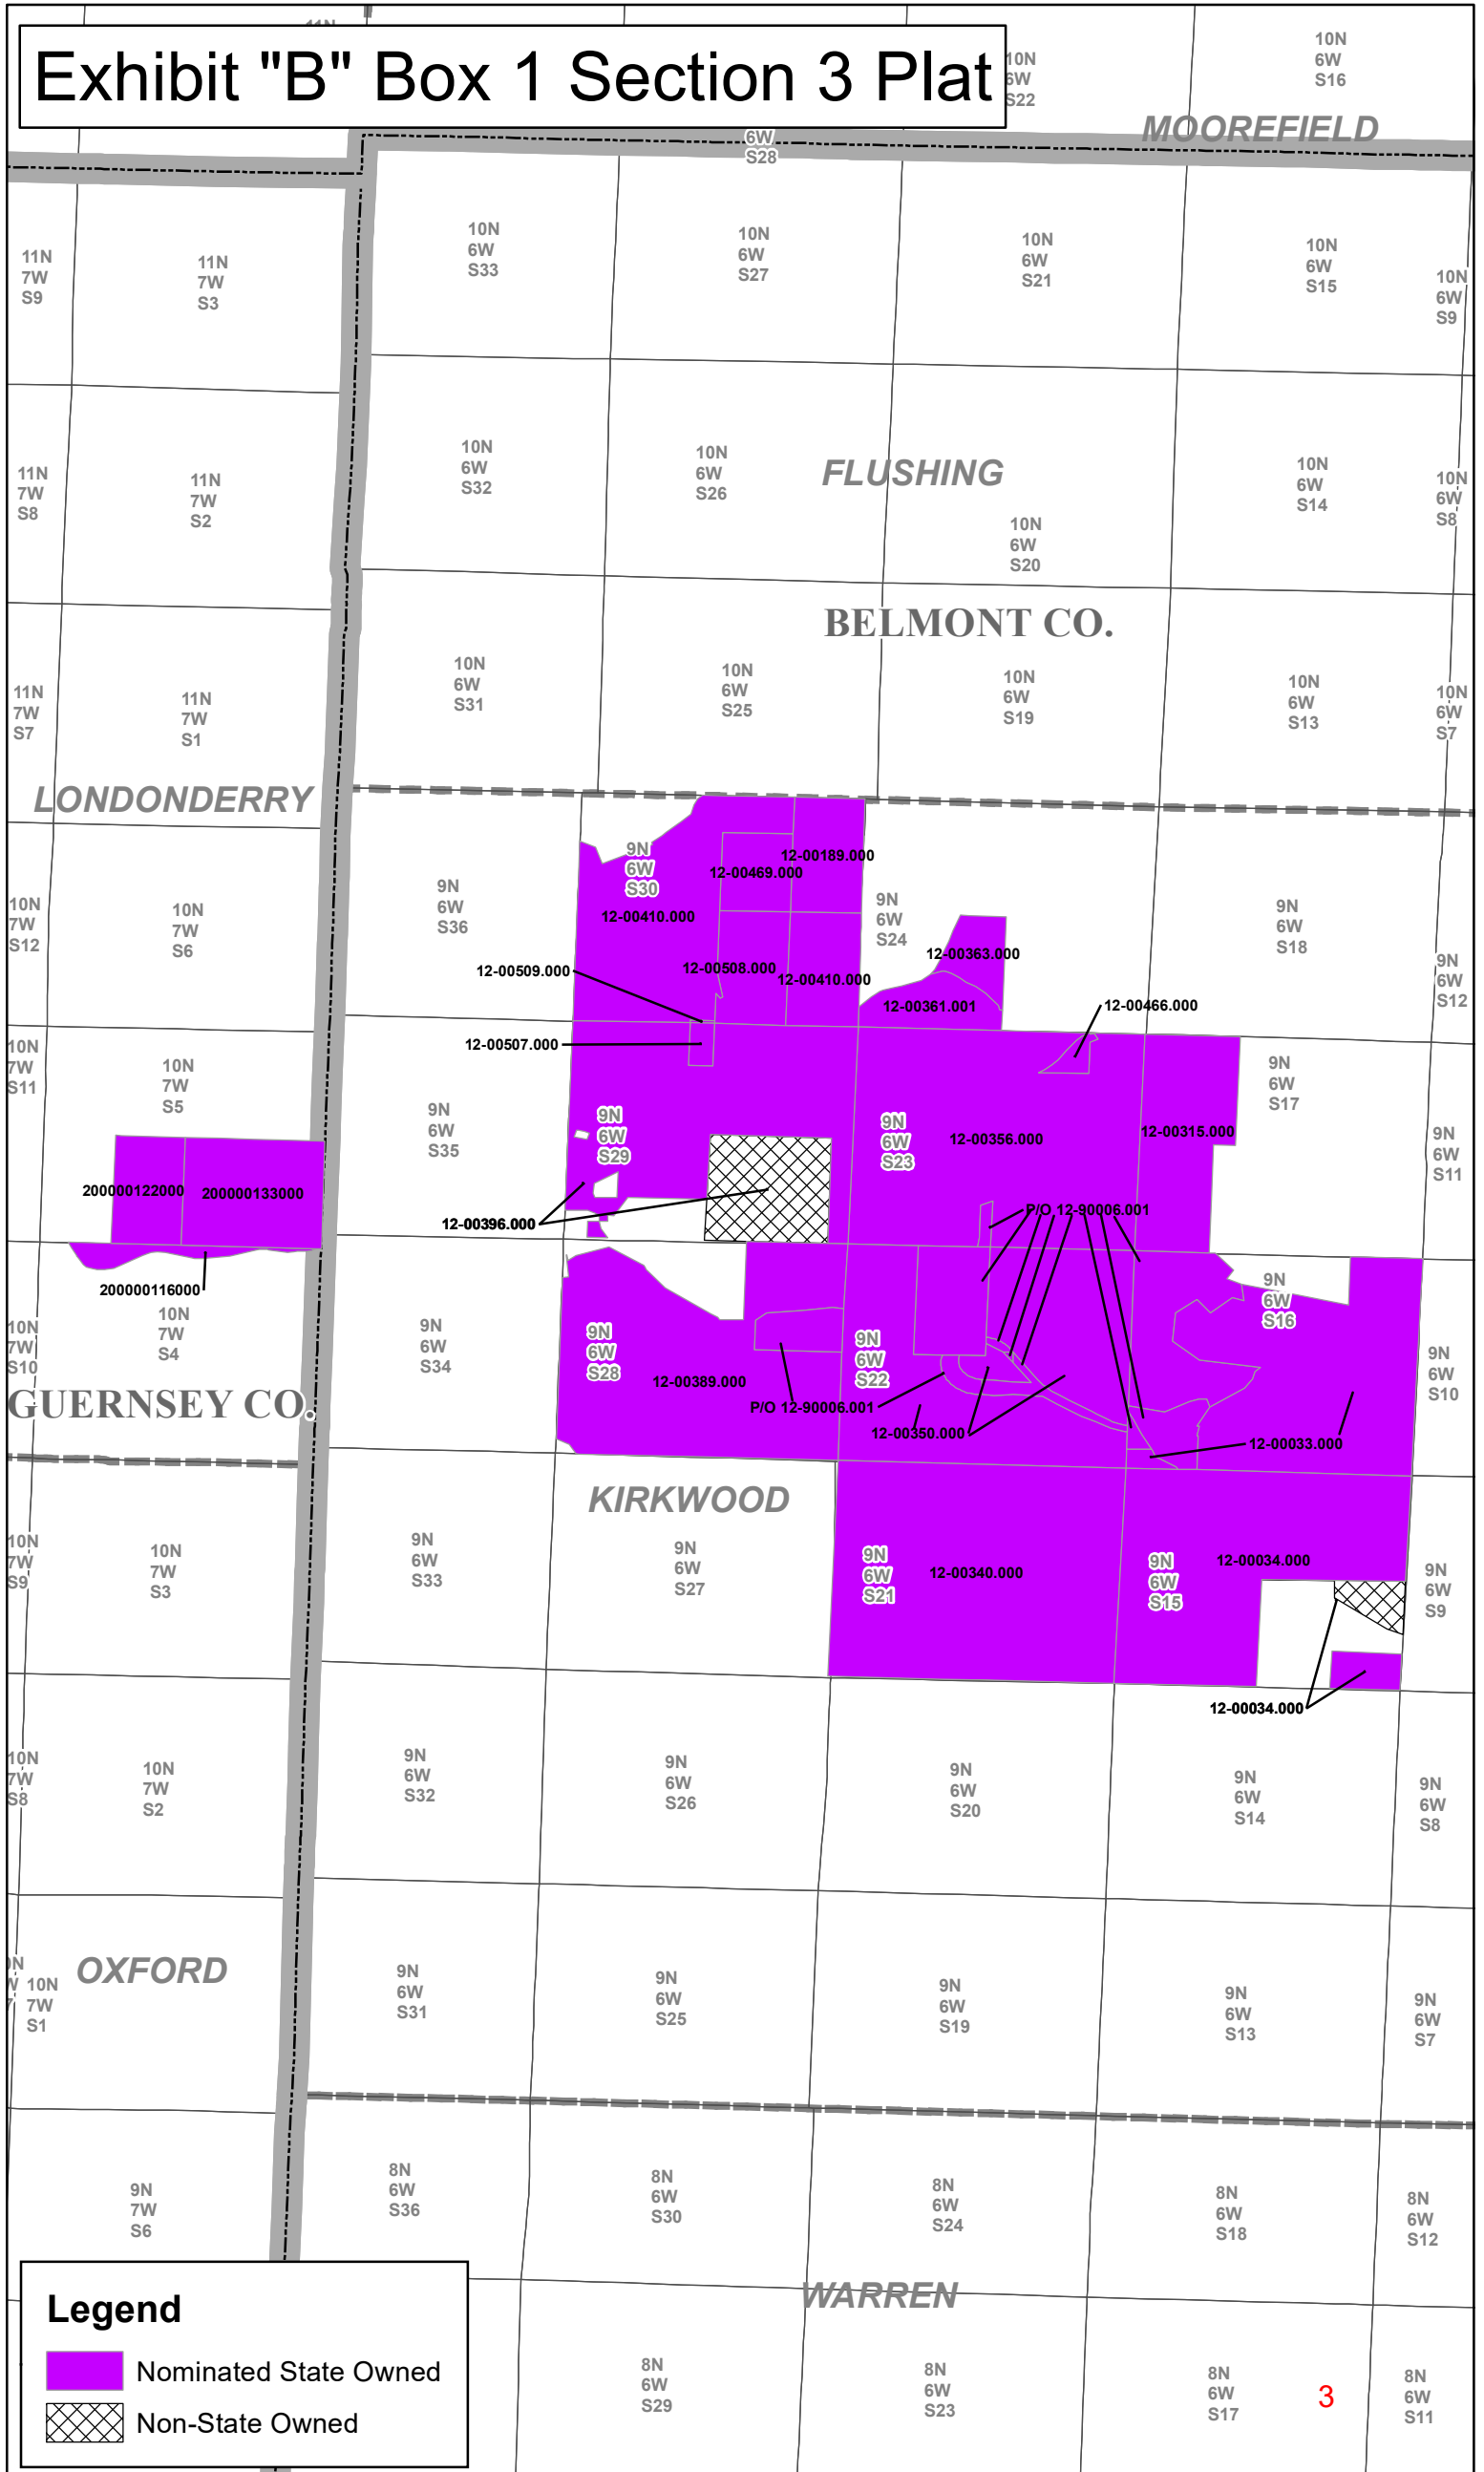 Exhibit "B" Box 1 Section 3 Plat
11N
10N
6W
S22
10N
6W
S16
MOOREFIELD
6W
S28
11N
7W
S9
11N
7W
S3
10N
6W
S33
10N
6W
S27
10N
6W
S21
10N
6W
S15
10N
6W
S9
11N
7W
S8
11N
7W
S2
10N
6W
S32
10N
6W
S26
FLUSHING
10N
6W
S20
10N
6W
S14
10N
6W
S8
BELMONT CO.
11N
7W
S7
11N
7W
S1
10N
6W
S31
10N
6W
S25
10N
6W
S19
10N
6W
S13
10N
6W
S7
LONDONDERRY
10N
7W
S12
10N
7W
S6
9N
6W
S36
9N
6W
S30
12-00410.000
12-00469.000
12-00189.000
9N
6W
S24
9N
6W
S18
9N
6W
S12
12-00509.000
12-00508.000
12-00410.000
12-00363.000
12-00361.001
12-00466.000
12-00507.000
10N
7W
S11
10N
7W
S5
9N
6W
S35
9N
6W
S29
9N
6W
S23
12-00356.000
12-00315.000
9N
6W
S17
9N
6W
S11
200000122000
200000133000
12-00396.000
P/O 12-90006.001
200000116000
10N
7W
S10
10N
7W
S4
9N
6W
S34
9N
6W
S28
12-00389.000
9N
6W
S22
9N
6W
S16
9N
6W
S10
P/O 12-90006.001
12-00350.000
12-00033.000
GUERNSEY CO.
KIRKWOOD
10N
7W
S9
10N
7W
S3
9N
6W
S33
9N
6W
S27
9N
6W
S21
12-00340.000
9N
6W
S15
12-00034.000
9N
6W
S9
12-00034.000
10N
7W
S8
10N
7W
S2
9N
6W
S32
9N
6W
S26
9N
6W
S20
9N
6W
S14
9N
6W
S8
OXFORD
10N
7W
S1
9N
6W
S31
9N
6W
S25
9N
6W
S19
9N
6W
S13
9N
6W
S7
9N
7W
S6
8N
6W
S36
8N
6W
S30
8N
6W
S24
8N
6W
S18
8N
6W
S12
WARREN
8N
6W
S29
8N
6W
S23
8N
6W
S17
3
8N
6W
S11
Legend
Nominated State Owned
Non-State Owned